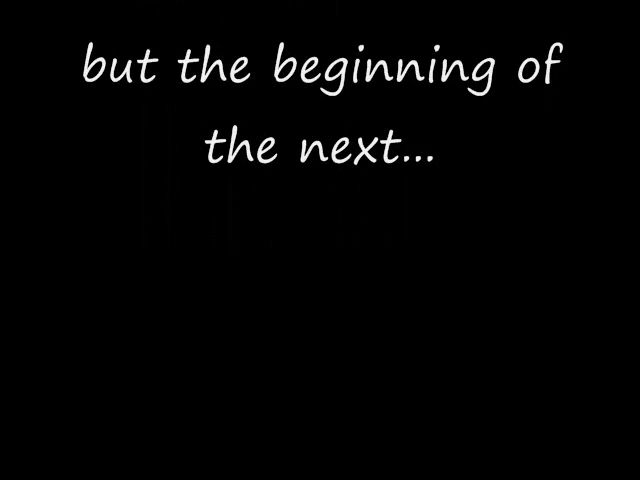 but the beginning of
the next...